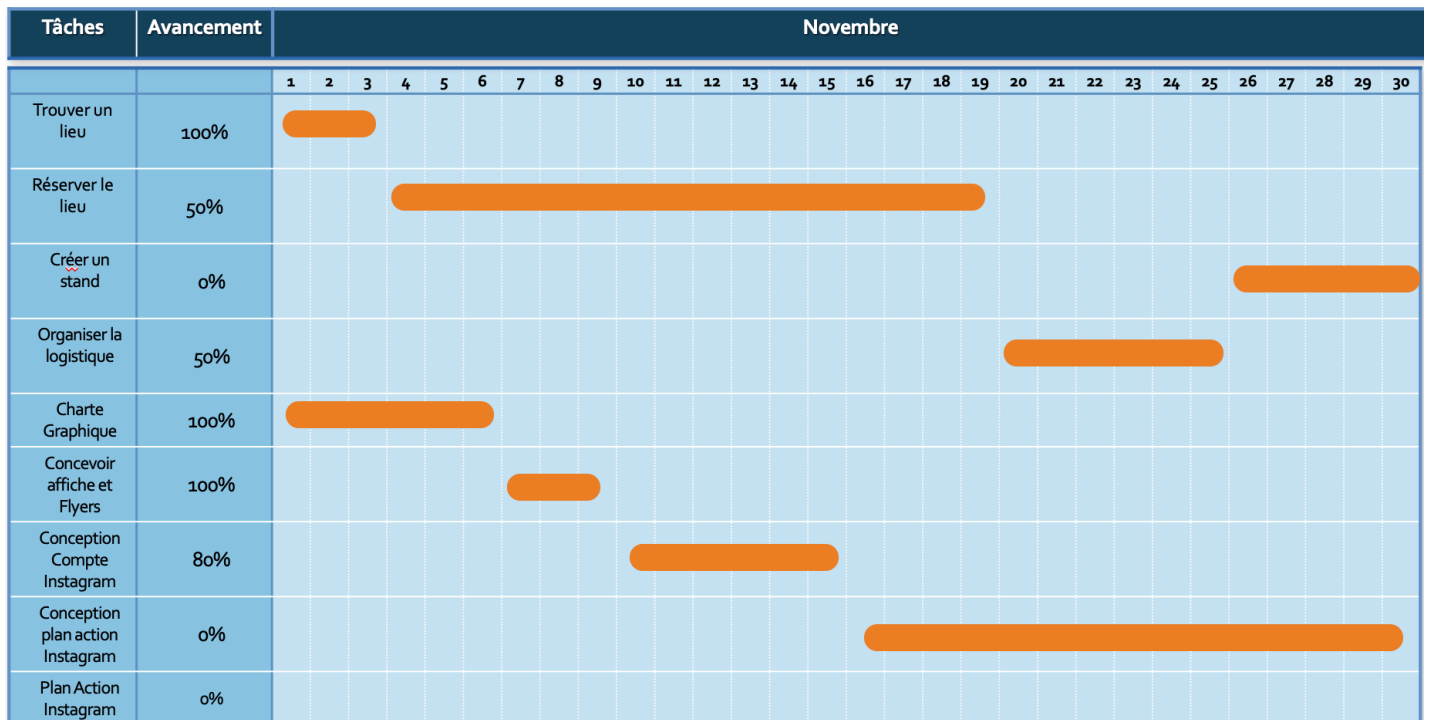 Tâches Avancement Novembre
1 2 3 4 5 6 7 8 9 10 11 12 13 14 15 16 17 18 19 20 21 22 23 24 25 26 27 28 29 30
Trouver un
lieu
100%
Réserver le
lieu
50%
Créer un
stand
0%
Organiser la
logistique
50%
Charte
Graphique
100%
Concevoir
affiche et
Flyers
100%
Conception
Compte
Instagram
80%
Conception
plan action
Instagram
0%
Plan Action
Instagram
0%